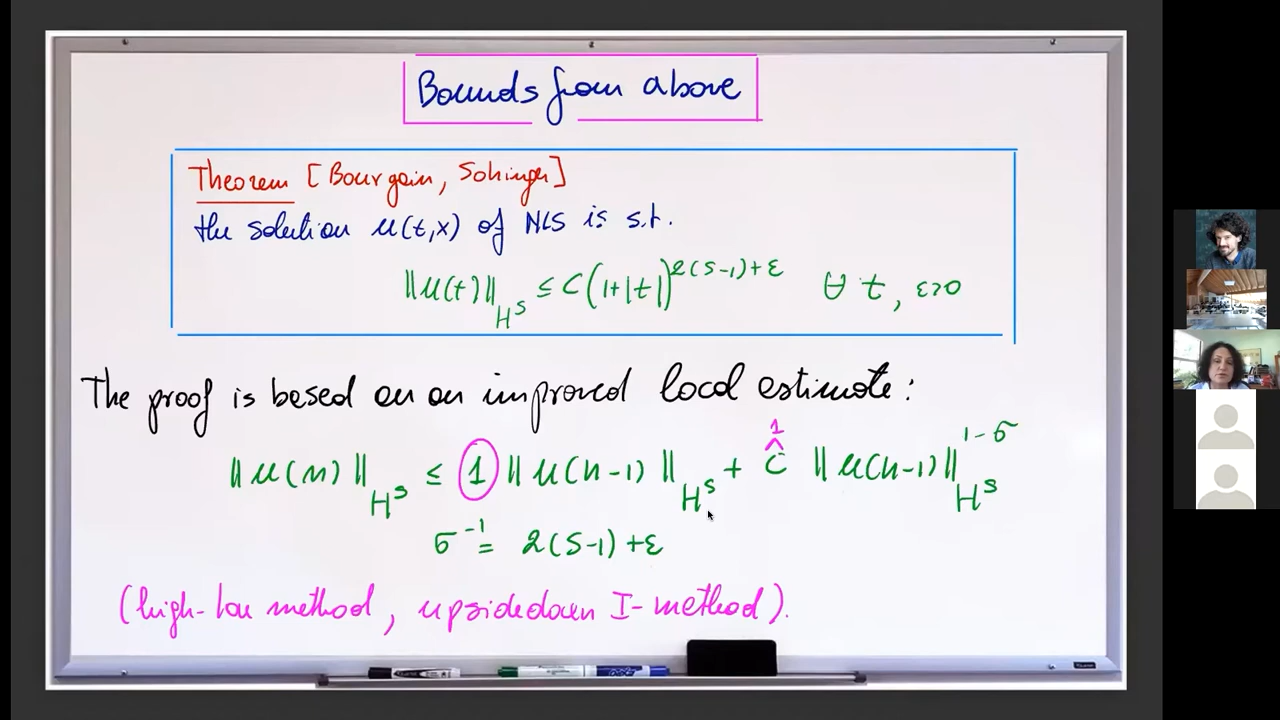 Bounds from above
Theorem [Bourgain, Sohinger]
the solution u(t,x) of NLS is s.t.
||u(t)||_{H^s} ≤ C(1+|t|)^{2(s-1)+ε} ∀ t, ε>0
The proof is based on an improved local estimate:
||u(n)||_{H^s} ≤ 1 ||u(n-1)||_{H^s} + C ||u(n-1)||_{H^s}^{1-σ}
1
σ^{-1} = 2(s-1)+ε
(high-low method, upsidedown I-method).